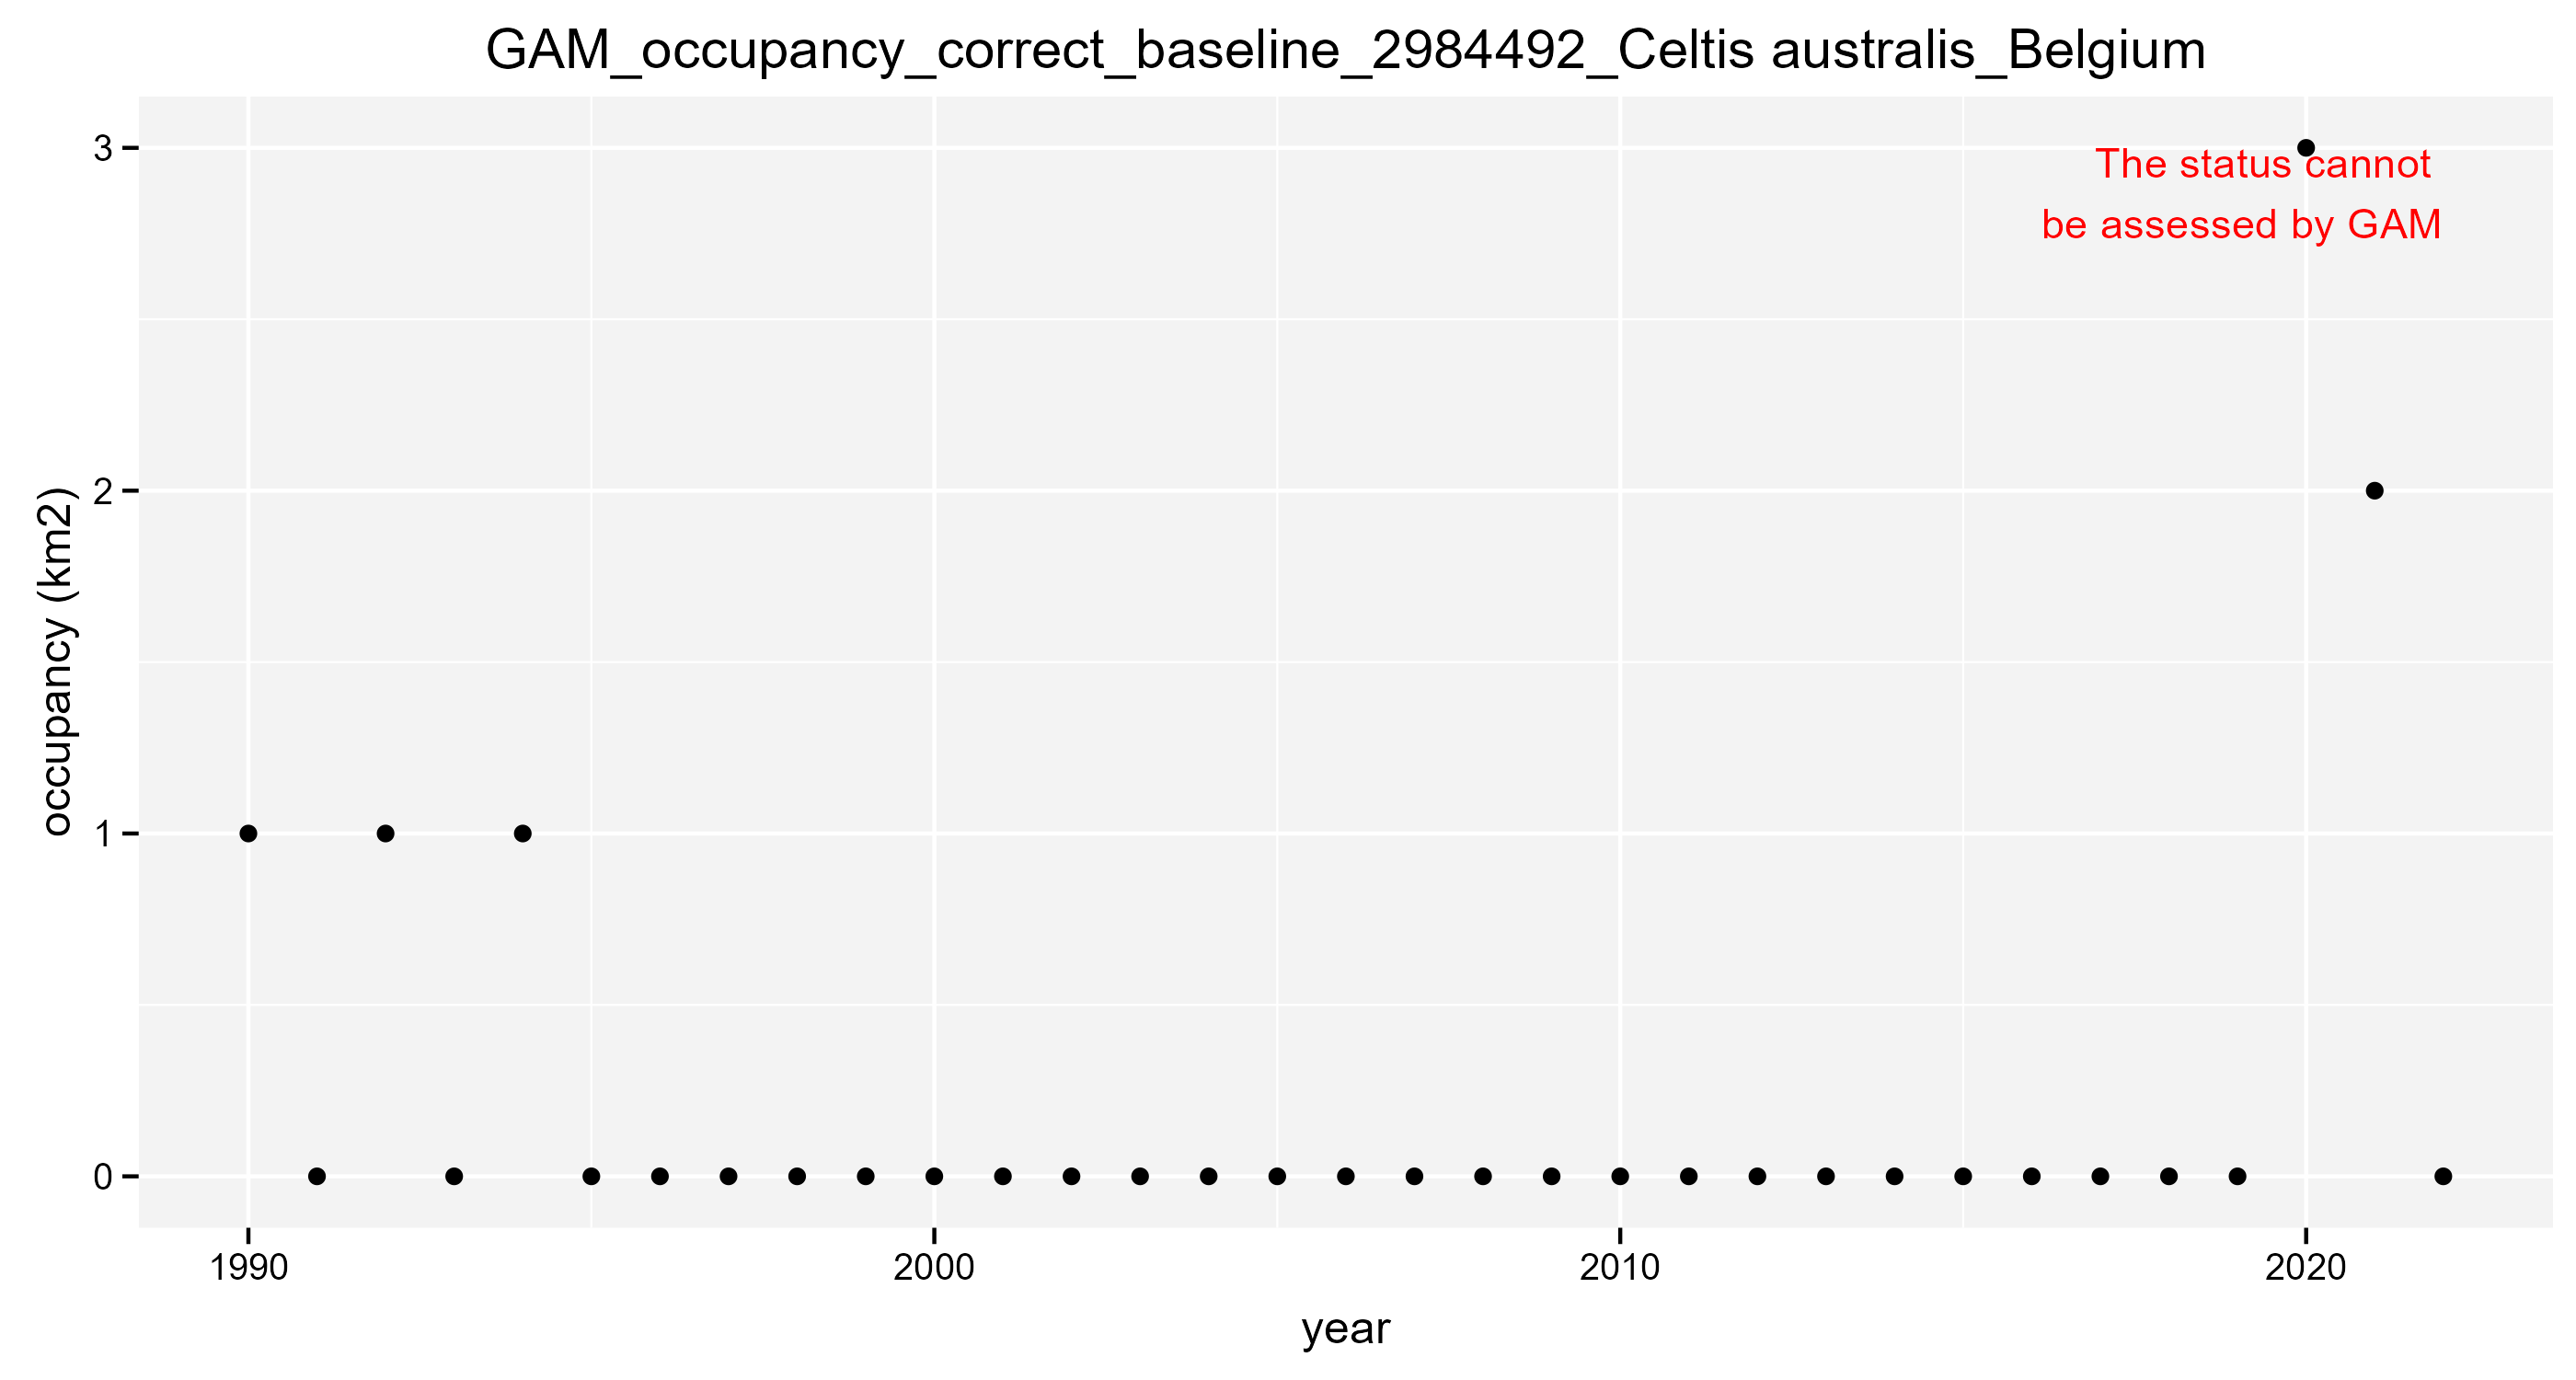 GAM_occupancy_correct_baseline_2984492_Celtis australis_Belgium
3
The status cannot
be assessed by GAM
2
occupancy (km2)
1
0
1990 2000 2010 2020
year